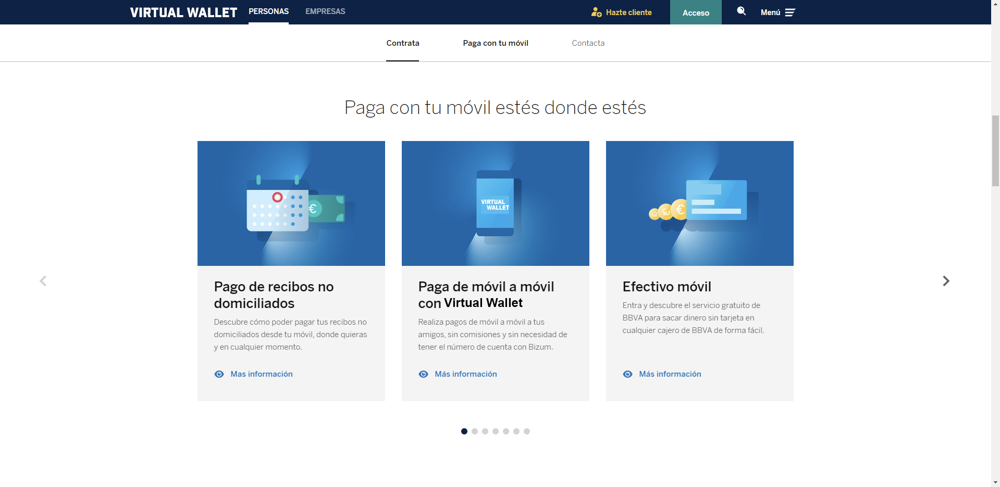 VIRTUAL WALLET
PERSONAS
EMPRESAS
Hazte cliente
Acceso
Menú
Contrata
Paga con tu móvil
Contacta
Paga con tu móvil estés donde estés
€
Pago de recibos no
domiciliados
Descubre cómo poder pagar tus recibos no
domiciliados desde tu móvil, donde quieras
y en cualquier momento.
Mas información
VIRTUAL
WALLET
Paga de móvil a móvil
con Virtual Wallet
Realiza pagos de móvil a móvil a tus
amigos, sin comisiones y sin necesidad de
tener el número de cuenta con Bizum.
Más información
€ € €
Efectivo móvil
Entra y descubre el servicio gratuito de
BBVA para sacar dinero sin tarjeta en
cualquier cajero de BBVA de forma fácil.
Más información